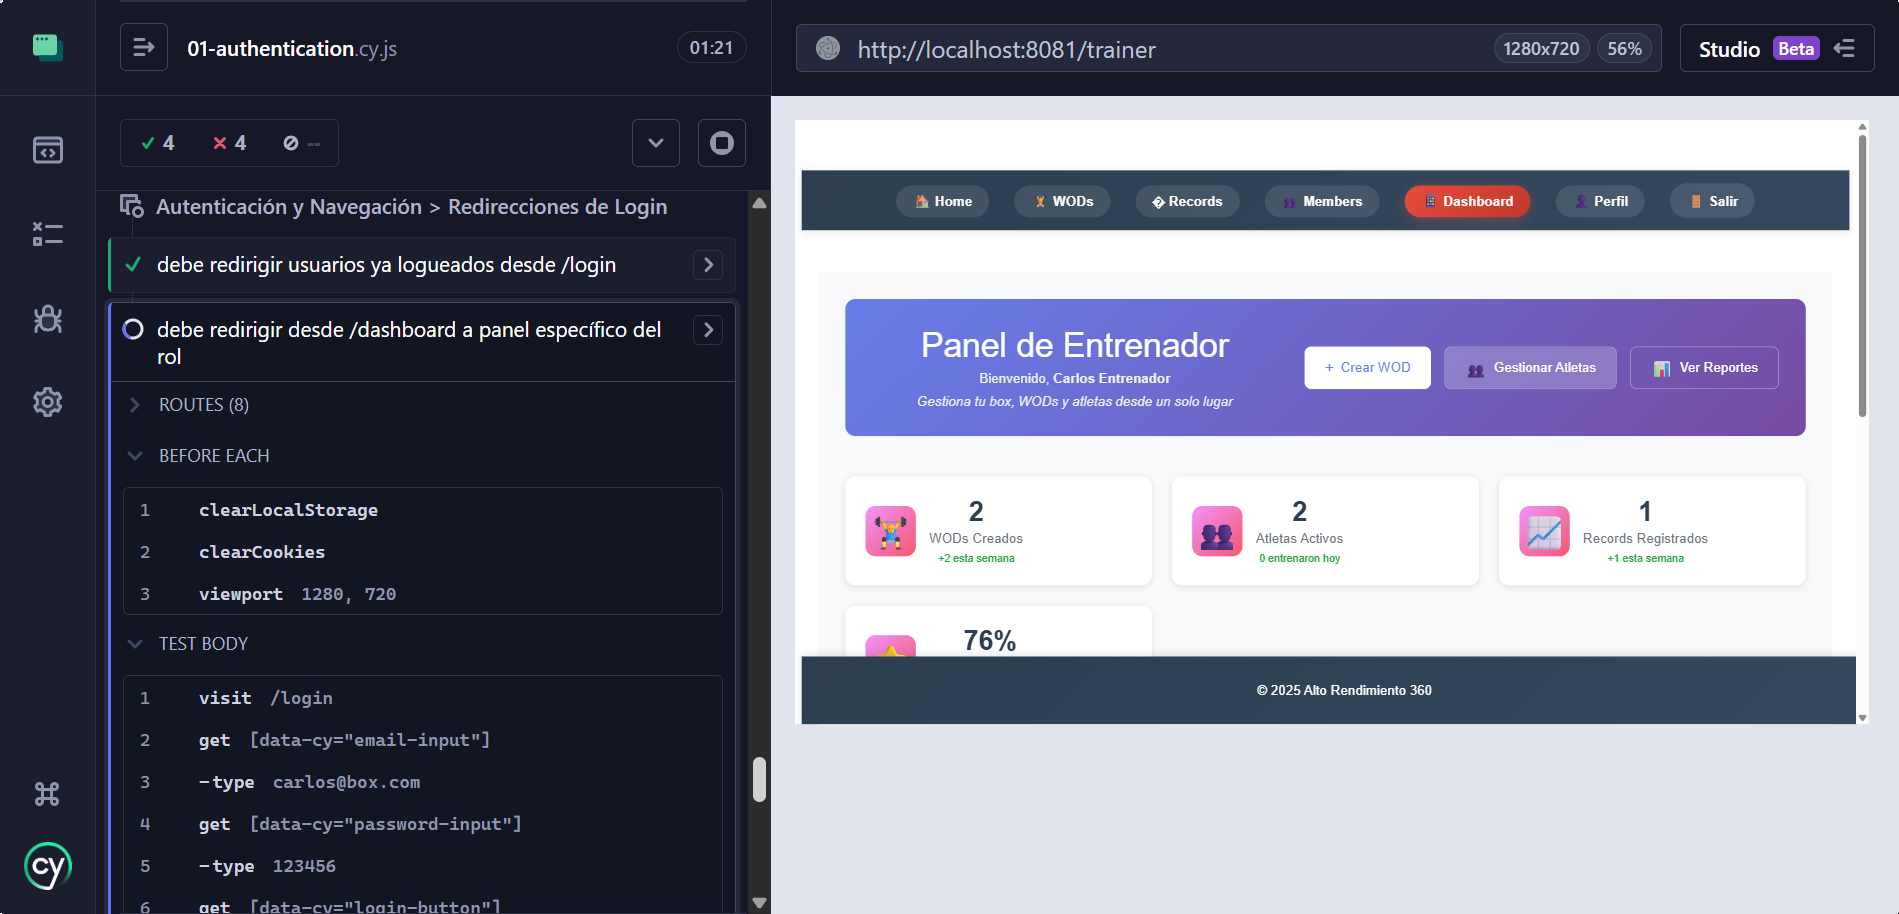 01-authentication.cy.js
01:21
4
4
--
Autenticación y Navegación > Redirecciones de Login
debe redirigir usuarios ya logueados desde /login
debe redirigir desde /dashboard a panel específico del
rol
ROUTES (8)
BEFORE EACH
1 clearLocalStorage
2 clearCookies
3 viewport 1280, 720
TEST BODY
1 visit /login
2 get [data-cy="email-input"]
3 -type carlos@box.com
4 get [data-cy="password-input"]
5 -type 123456
6 get [data-cy="login-button"]
cy
http://localhost:8081/trainer
1280x720
56%
Studio Beta
Home
WODs
� Records
Members
Dashboard
Perfil
Salir
Panel de Entrenador
Bienvenido, Carlos Entrenador
Gestiona tu box, WODs y atletas desde un solo lugar
+ Crear WOD
Gestionar Atletas
Ver Reportes
2
WODs Creados
+2 esta semana
2
Atletas Activos
0 entrenaron hoy
1
Records Registrados
+1 esta semana
76%
© 2025 Alto Rendimiento 360